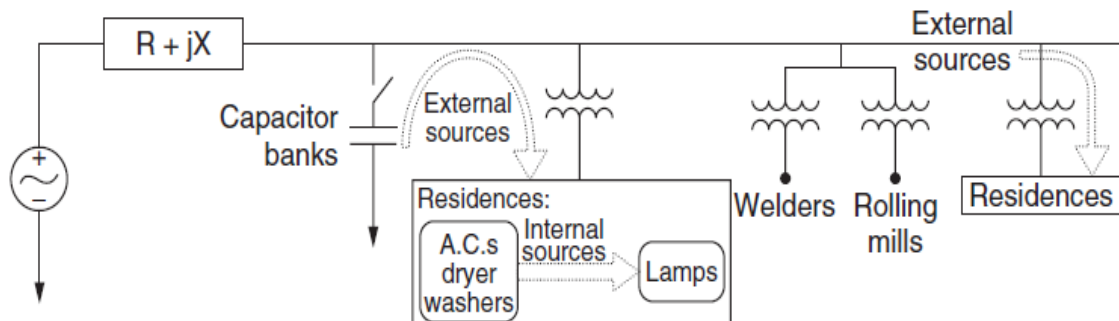 R + jX
+
−
Capacitor
banks
External
sources
Residences:
A.C.s
dryer
washers
Internal
sources
Lamps
Welders
Rolling
mills
External
sources
Residences